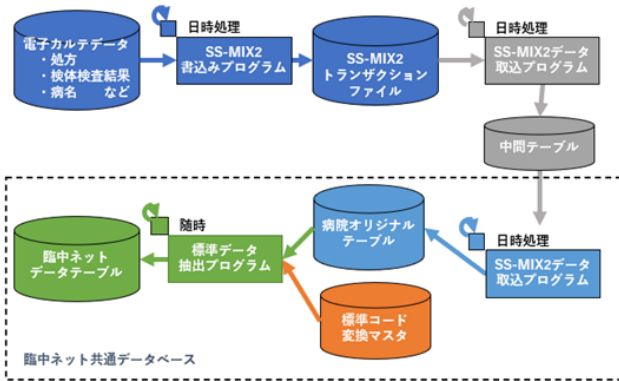 電子カルテデータ
・処方
・検体検査結果
・病名　など
日時処理
SS-MIX2
書込みプログラム
SS-MIX2
トランザクション
ファイル
日時処理
SS-MIX2データ
取込プログラム
中間テーブル
日時処理
SS-MIX2データ
取込プログラム
病院オリジナル
テーブル
標準コード
変換マスタ
随時
標準データ
抽出プログラム
臨中ネット
データテーブル
臨中ネット共通データベース